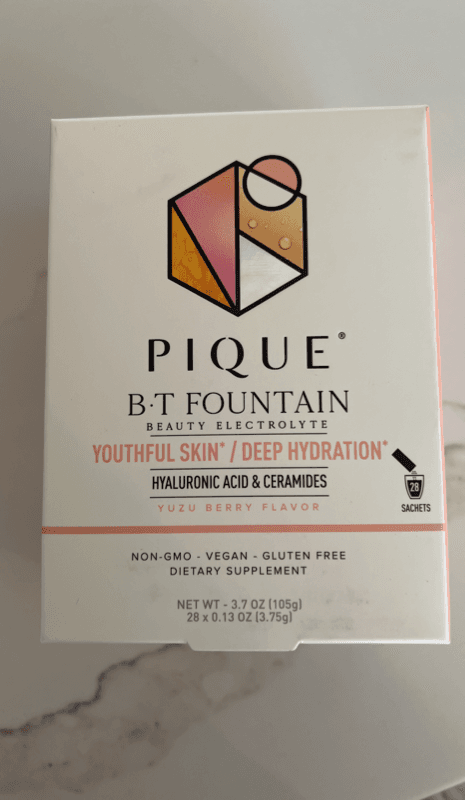 PIQUE®
B·T FOUNTAIN
BEAUTY ELECTROLYTE
YOUTHFUL SKIN* / DEEP HYDRATION*
HYALURONIC ACID & CERAMIDES
28
SACHETS
YUZU BERRY FLAVOR
NON-GMO - VEGAN - GLUTEN FREE
DIETARY SUPPLEMENT
NET WT - 3.7 OZ (105g)
28 x 0.13 OZ (3.75g)